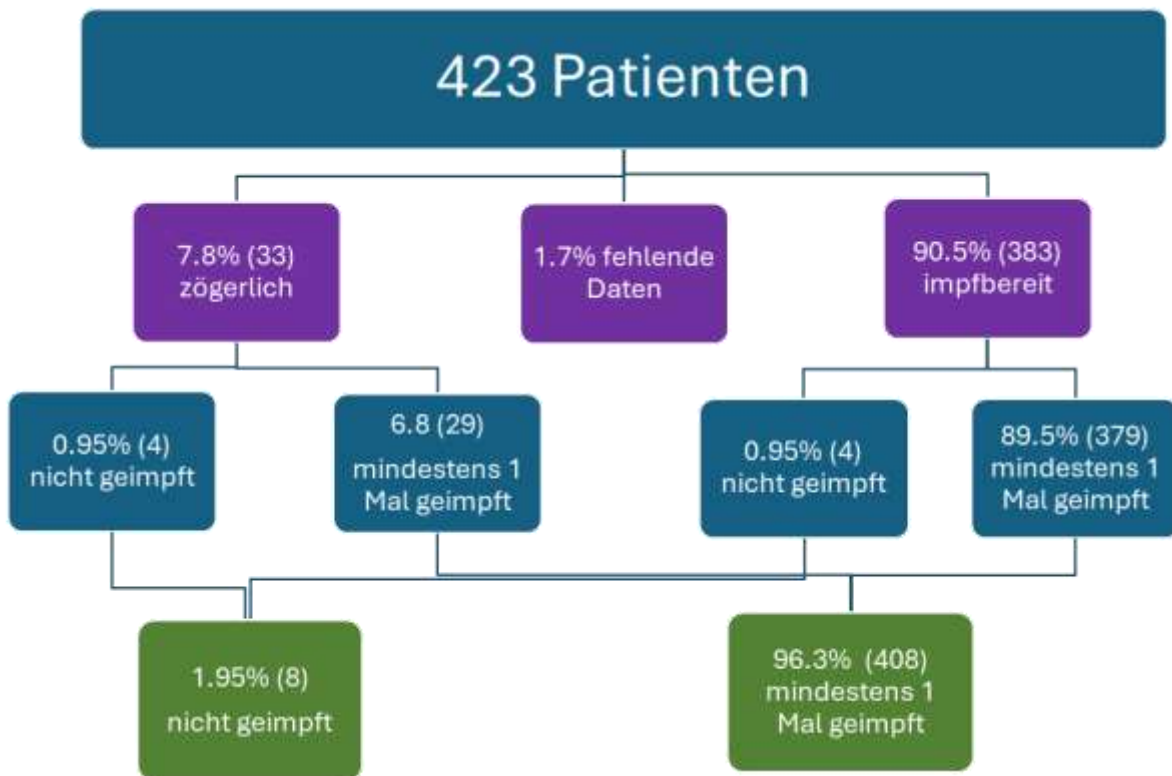 423 Patienten
7.8% (33)
zögerlich
1.7% fehlende
Daten
90.5% (383)
impfbereit
0.95% (4)
nicht geimpft
6.8 (29)
mindestens 1
Mal geimpft
0.95% (4)
nicht geimpft
89.5% (379)
mindestens 1
Mal geimpft
1.95% (8)
nicht geimpft
96.3% (408)
mindestens 1
Mal geimpft